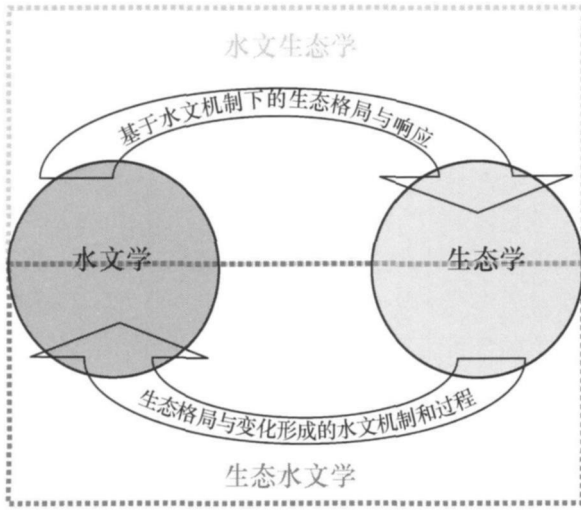 水文生态学
基于水文机制下的生态格局与响应
水文学
生态学
生态格局与变化形成的水文机制和过程
生态水文学